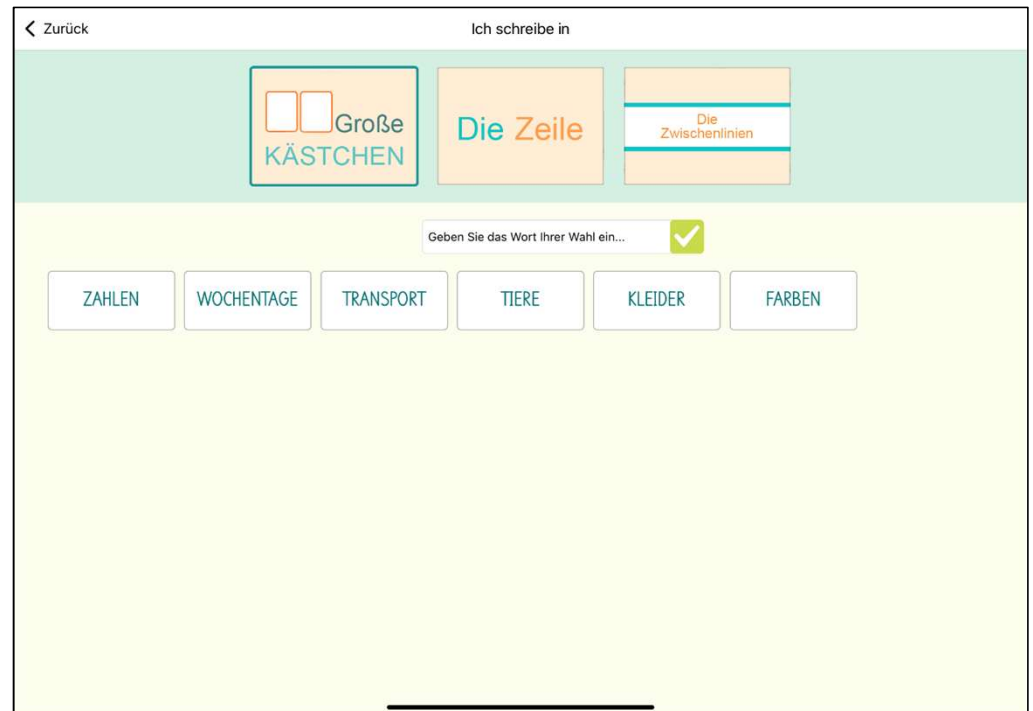 Zurück
Ich schreibe in
Große
KÄSTCHEN
Die Zeile
Die
Zwischenlinien
Geben Sie das Wort Ihrer Wahl ein...
ZAHLEN
WOCHENTAGE
TRANSPORT
TIERE
KLEIDER
FARBEN